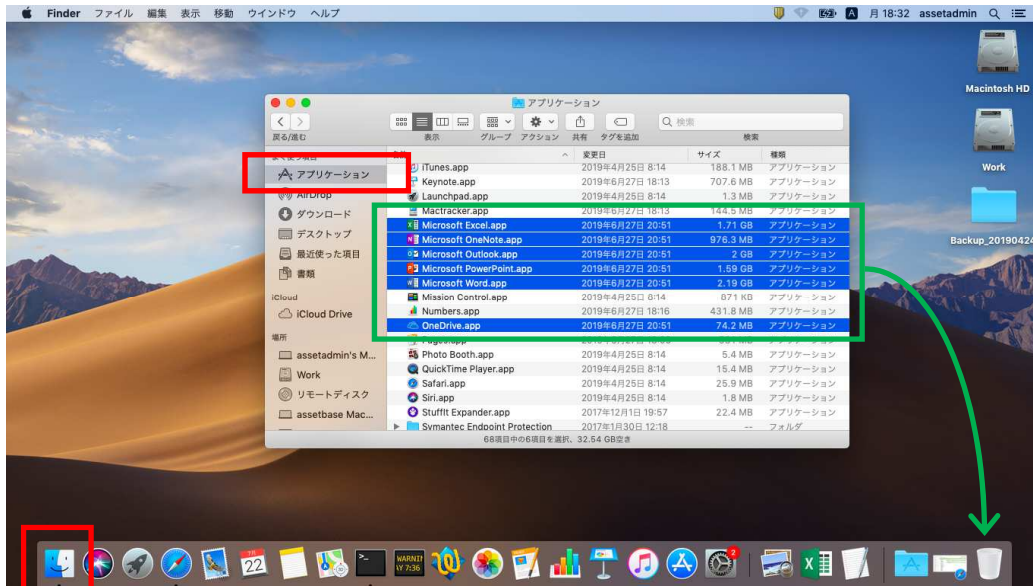 Finder ファイル 編集 表示 移動 ウインドウ ヘルプ
A 月 18:32 assetadmin
Macintosh HD
Work
Backup_20190424
アプリケーション
検索
戻る/進む 表示 グループ アクション 共有 タグを追加 検索
変更日 サイズ 種類
アプリケーション
AirDrop
ダウンロード
デスクトップ
最近使った項目
書類
iCloud
iCloud Drive
場所
assetadmin's M...
Work
リモートディスク
assetbase Mac...
iTunes.app 2019年4月25日 8:14 188.1 MB アプリケーション
Keynote.app 2019年6月27日 18:13 707.6 MB アプリケーション
Launchpad.app 2019年4月25日 8:14 1.3 MB アプリケーション
Mactracker.app 2019年6月27日 18:13 144.5 MB アプリケーション
Microsoft Excel.app 2019年6月27日 20:51 1.71 GB アプリケーション
Microsoft OneNote.app 2019年6月27日 20:51 976.3 MB アプリケーション
Microsoft Outlook.app 2019年6月27日 20:51 2 GB アプリケーション
Microsoft PowerPoint.app 2019年6月27日 20:51 1.59 GB アプリケーション
Microsoft Word.app 2019年6月27日 20:51 2.19 GB アプリケーション
Mission Control.app 2019年4月25日 8:14 871 KB アプリケーション
Numbers.app 2019年6月27日 18:16 431.8 MB アプリケーション
OneDrive.app 2019年6月27日 20:51 74.2 MB アプリケーション
Photo Booth.app 2019年4月25日 8:14 5.4 MB アプリケーション
QuickTime Player.app 2019年4月25日 8:14 15.4 MB アプリケーション
Safari.app 2019年4月25日 8:14 25.9 MB アプリケーション
Siri.app 2019年4月25日 8:14 1.8 MB アプリケーション
StuffIt Expander.app 2017年12月1日 19:57 22.4 MB アプリケーション
Symantec Endpoint Protection 2017年1月30日 12:18 -- フォルダ
68項目中の6項目を選択、32.54 GB空き
7月
22
WARNIN
AY 7:36
2